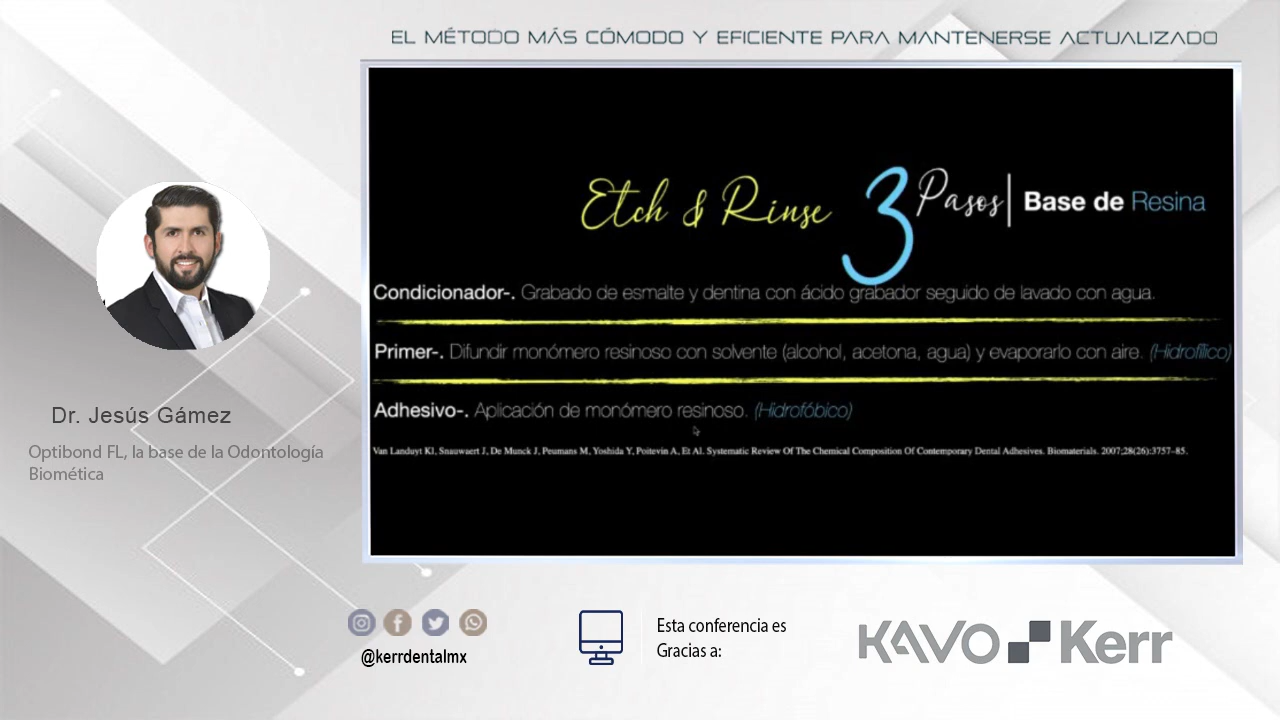 EL MÉTODO MÁS CÓMODO Y EFICIENTE PARA MANTENERSE ACTUALIZADO
Etch & Rinse 3 Pasos | Base de Resina
Condicionador-. Grabado de esmalte y dentina con ácido grabador seguido de lavado con agua.
Primer-. Difundir monómero resinoso con solvente (alcohol, acetona, agua) y evaporarlo con aire. (Hidrofílico)
Adhesivo-. Aplicación de monómero resinoso. (Hidrofóbico)
Van Landuyt Kl, Snauwaert J, De Munck J, Peumans M, Yoshida Y, Poitevin A, Et Al. Systematic Review Of The Chemical Composition Of Contemporary Dental Adhesives. Biomaterials. 2007;28(26):3757–85.
Dr. Jesús Gámez
Optibond FL, la base de la Odontología
Biomética
@kerrdentalmx
Esta conferencia es
Gracias a:
KAVO Kerr